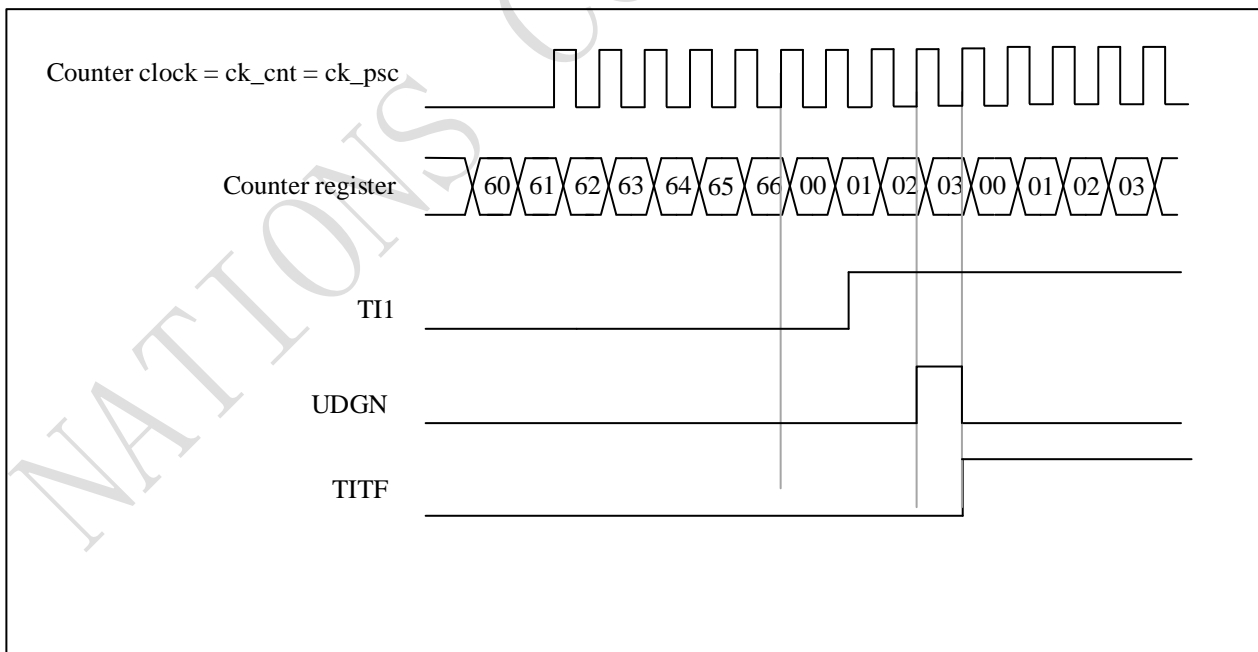 Counter clock = ck_cnt = ck_psc
Counter register 60 61 62 63 64 65 66 00 01 02 03 00 01 02 03
TI1
UDGN
TITF
NATIONS